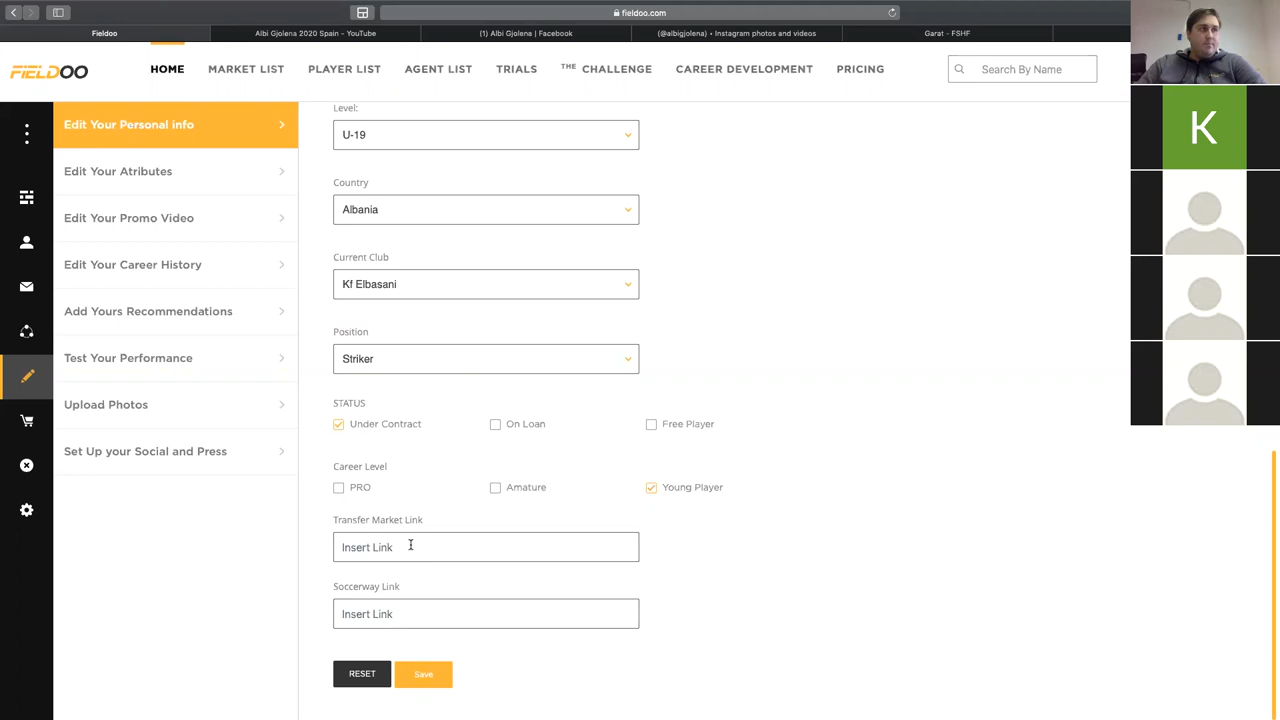 fieldoo.com
Fieldoo
Albi Gjolena 2020 Spain - YouTube
(1) Albi Gjolena | Facebook
(@albigjolena) • Instagram photos and videos
Garat - FSHF
FIELDOO
HOME
MARKET LIST
PLAYER LIST
AGENT LIST
TRIALS
THE CHALLENGE
CAREER DEVELOPMENT
PRICING
Search By Name
Edit Your Personal info
Edit Your Atributes
Edit Your Promo Video
Edit Your Career History
Add Yours Recommendations
Test Your Performance
Upload Photos
Set Up your Social and Press
Level:
U-19
Country
Albania
Current Club
Kf Elbasani
Position
Striker
STATUS
Under Contract
On Loan
Free Player
Career Level
PRO
Amature
Young Player
Transfer Market Link
Insert Link
Soccerway Link
Insert Link
RESET
Save
K